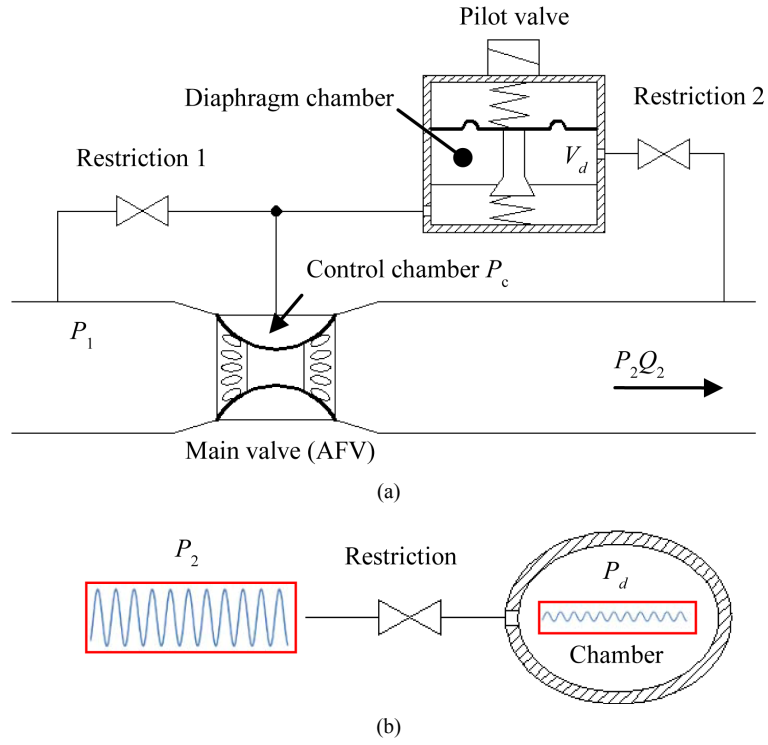 Pilot valve
Diaphragm chamber
Restriction 2
Restriction 1
V_d
Control chamber P_c
P_1
P_2Q_2
Main valve (AFV)
(a)
P_2
Restriction
P_d
Chamber
(b)